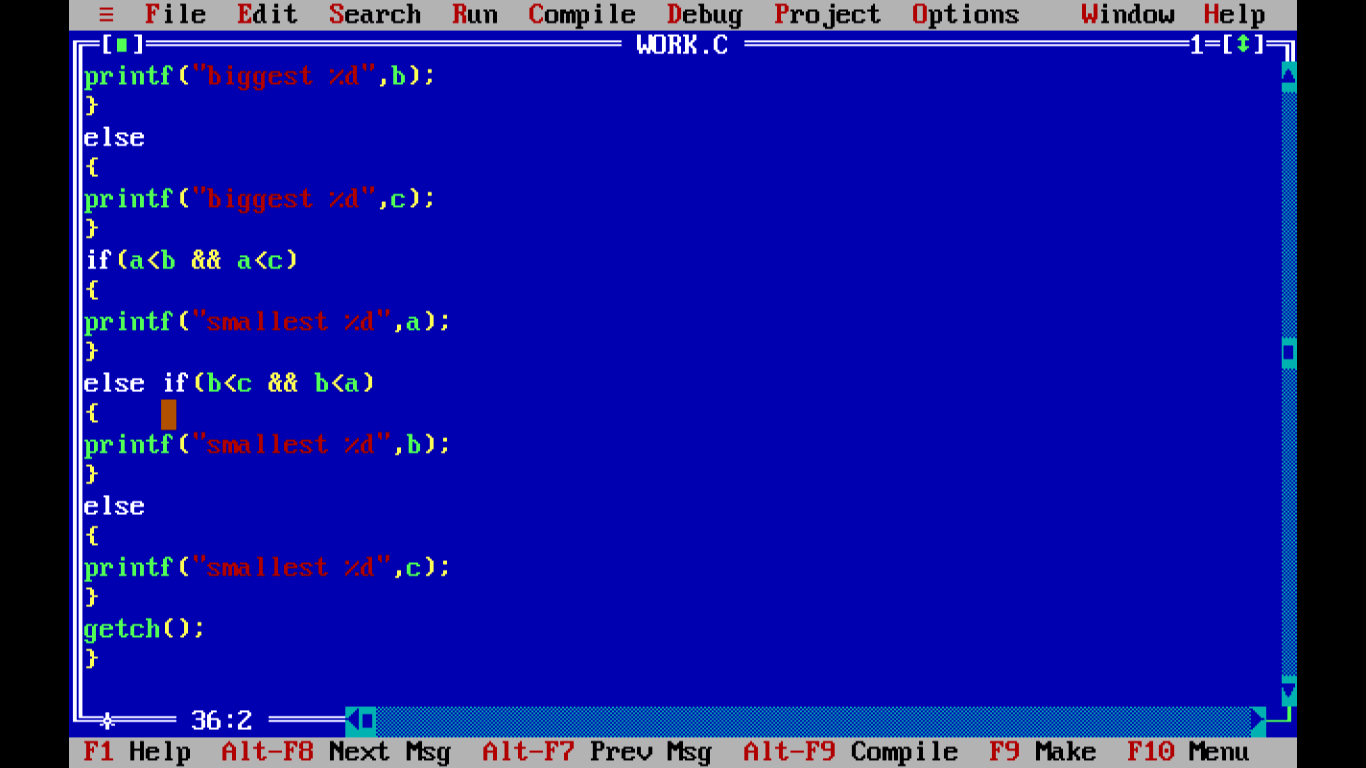 ≡ File Edit Search Run Compile Debug Project Options Window Help
[■] WORK.C 1=[↕]
printf("biggest %d",b);
}
else
{
printf("biggest %d",c);
}
if(a<b && a<c)
{
printf("smallest %d",a);
}
else if(b<c && b<a)
{
printf("smallest %d",b);
}
else
{
printf("smallest %d",c);
}
getch();
}
36:2
F1 Help Alt-F8 Next Msg Alt-F7 Prev Msg Alt-F9 Compile F9 Make F10 Menu